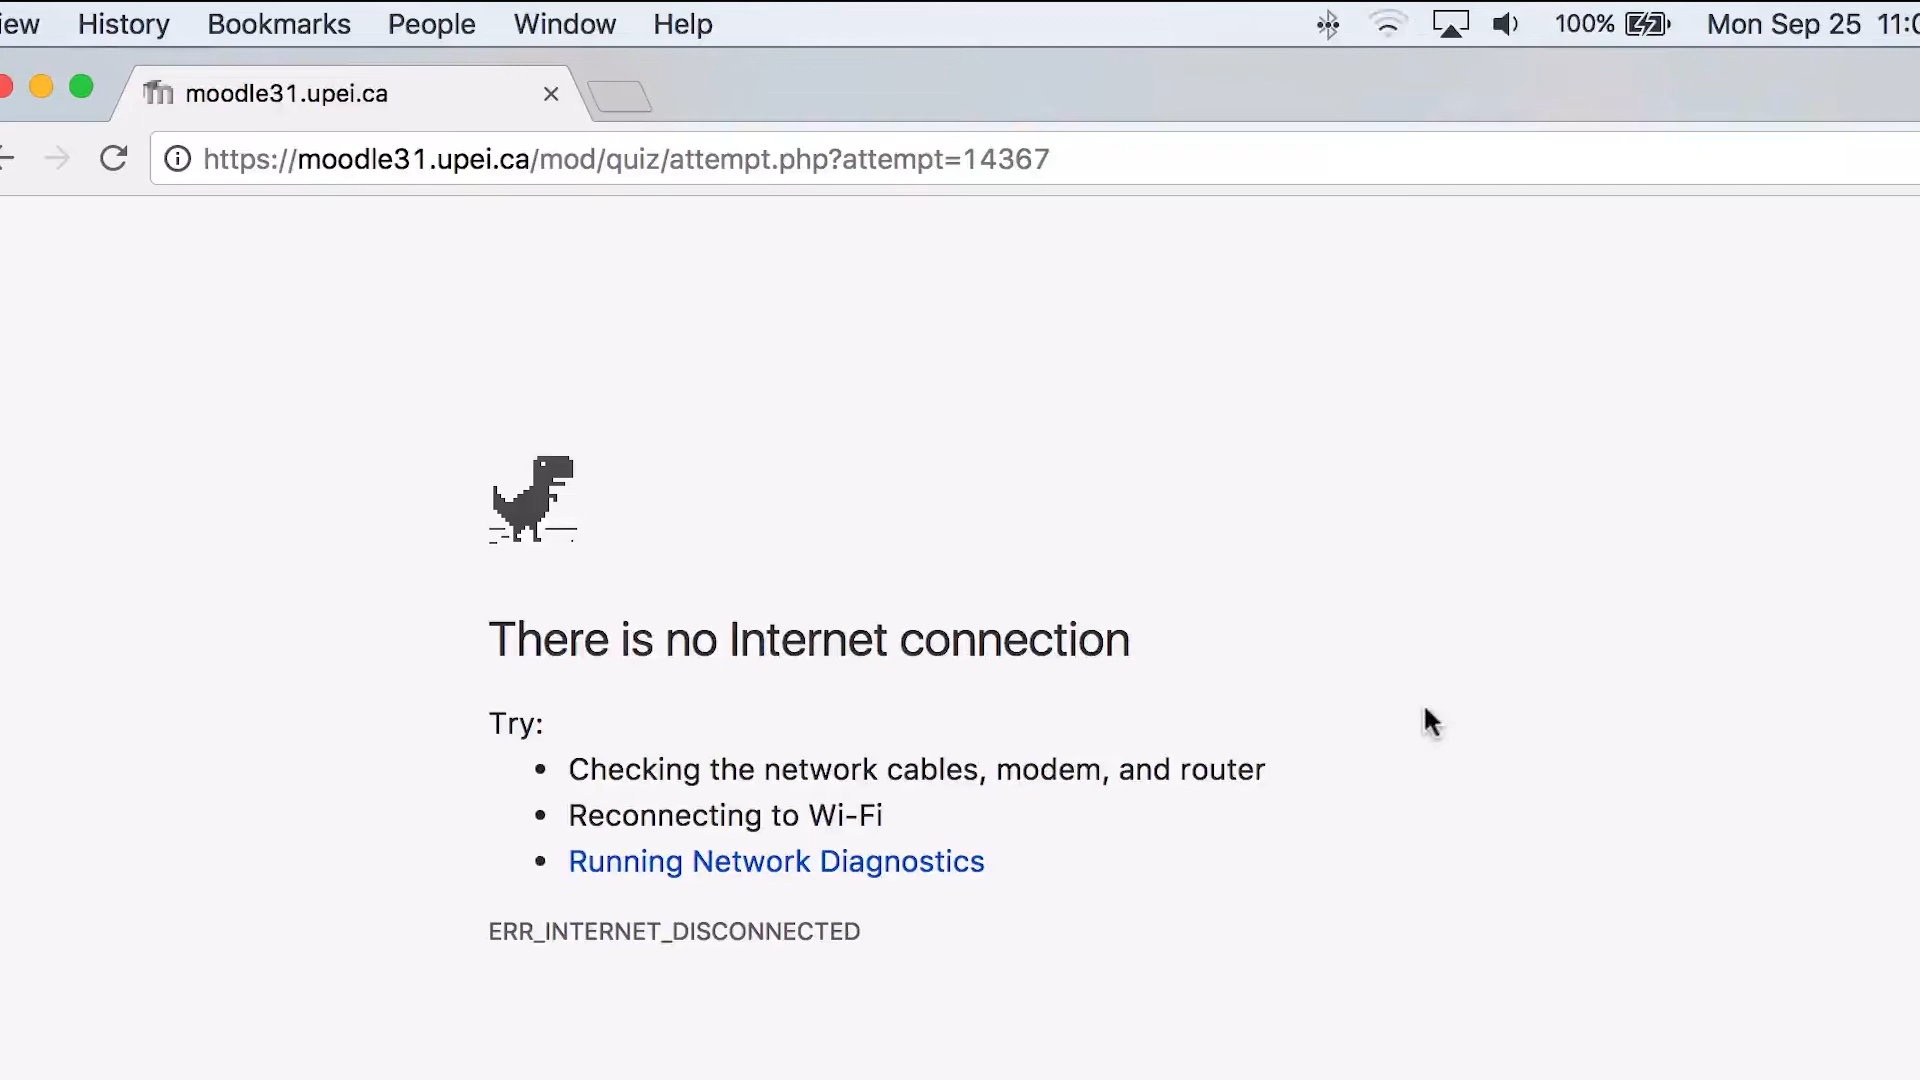 iew History Bookmarks People Window Help 100% Mon Sep 25 11:0
moodle31.upei.ca
https://moodle31.upei.ca/mod/quiz/attempt.php?attempt=14367
There is no Internet connection
Try:
• Checking the network cables, modem, and router
• Reconnecting to Wi-Fi
• Running Network Diagnostics
ERR_INTERNET_DISCONNECTED